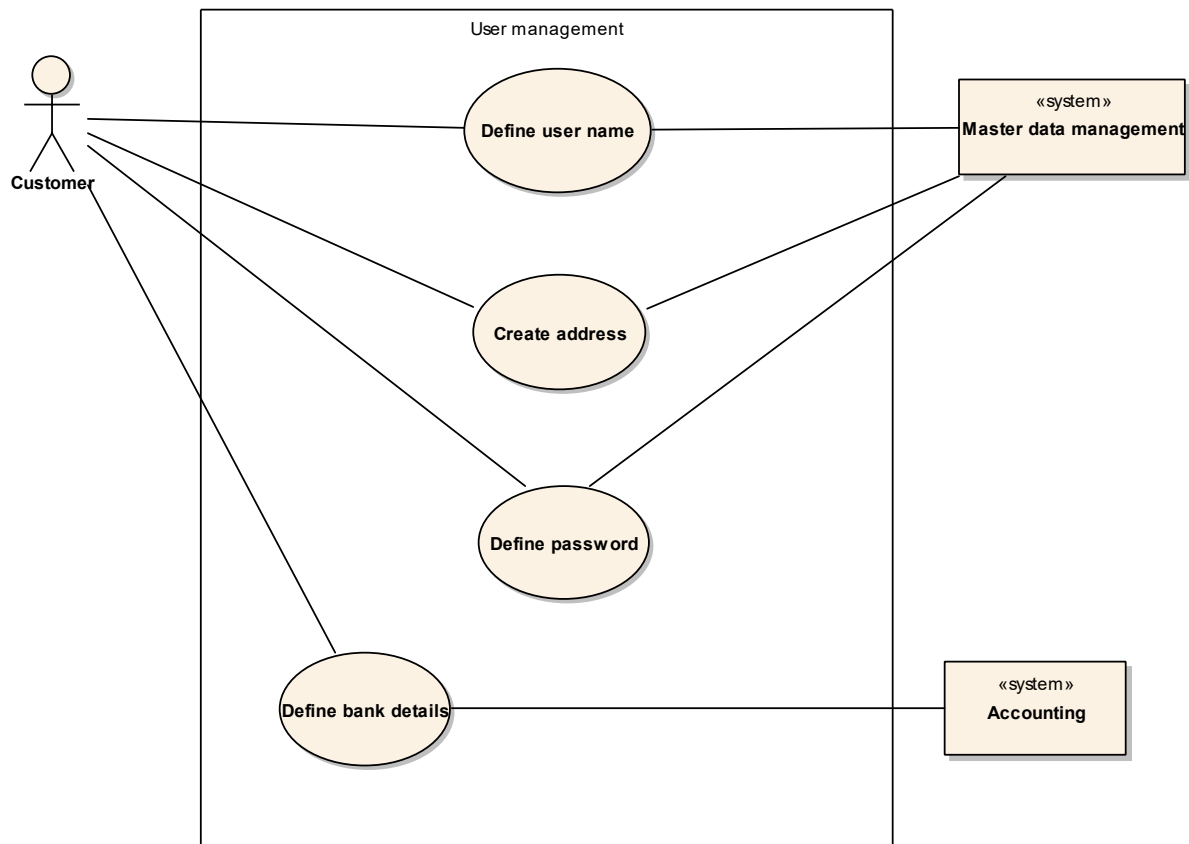 User management
Customer
Define user name
«system»
Master data management
Create address
Define password
Define bank details
«system»
Accounting